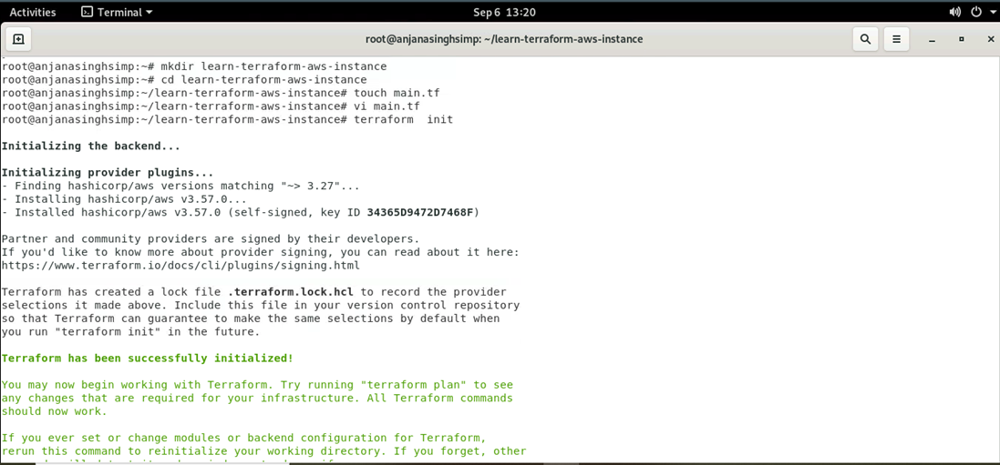 Activities
Terminal
Sep 6 13:20
root@anjanasinghsimp: ~/learn-terraform-aws-instance
root@anjanasinghsimp:~# mkdir learn-terraform-aws-instance
root@anjanasinghsimp:~# cd learn-terraform-aws-instance
root@anjanasinghsimp:~/learn-terraform-aws-instance# touch main.tf
root@anjanasinghsimp:~/learn-terraform-aws-instance# vi main.tf
root@anjanasinghsimp:~/learn-terraform-aws-instance# terraform  init
Initializing the backend...
Initializing provider plugins...
- Finding hashicorp/aws versions matching "~> 3.27"...
- Installing hashicorp/aws v3.57.0...
- Installed hashicorp/aws v3.57.0 (self-signed, key ID 34365D9472D7468F)
Partner and community providers are signed by their developers.
If you'd like to know more about provider signing, you can read about it here:
https://www.terraform.io/docs/cli/plugins/signing.html
Terraform has created a lock file .terraform.lock.hcl to record the provider
selections it made above. Include this file in your version control repository
so that Terraform can guarantee to make the same selections by default when
you run "terraform init" in the future.
Terraform has been successfully initialized!
You may now begin working with Terraform. Try running "terraform plan" to see
any changes that are required for your infrastructure. All Terraform commands
should now work.
If you ever set or change modules or backend configuration for Terraform,
rerun this command to reinitialize your working directory. If you forget, other